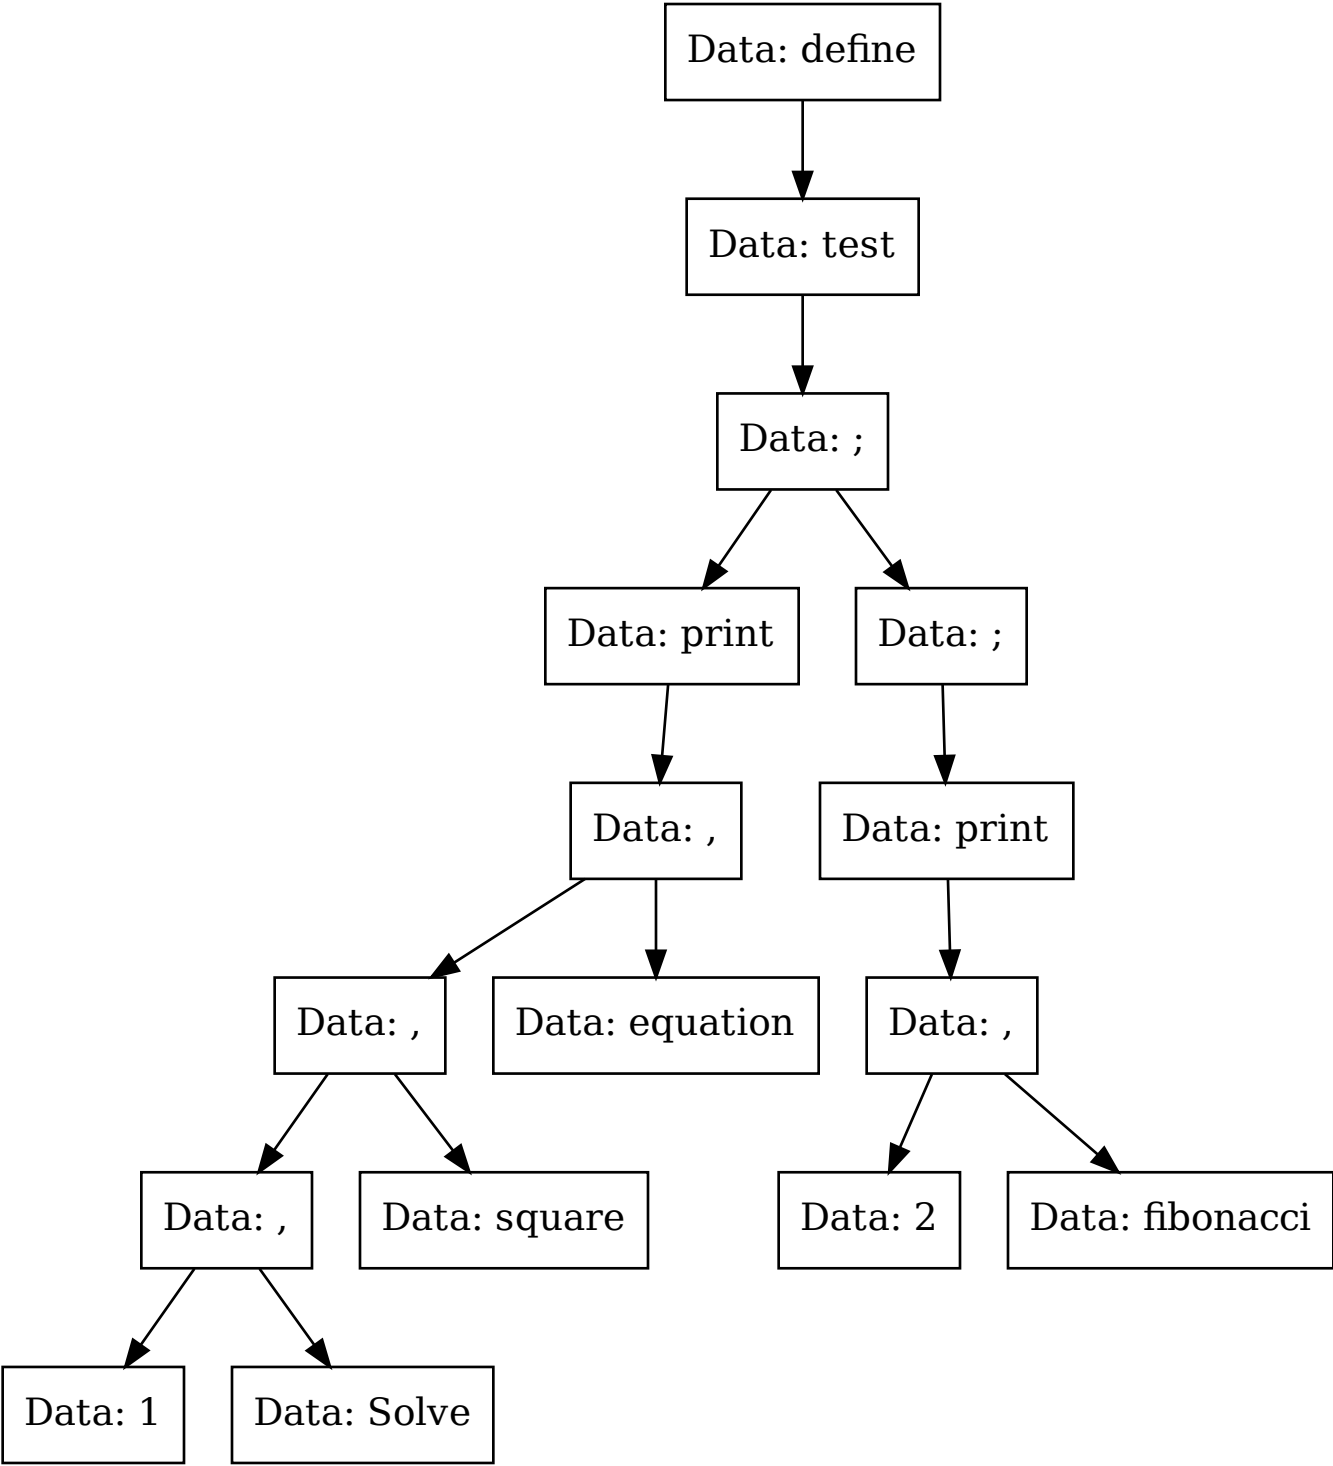 Data: define
Data: test
Data: ;
Data: print
Data: ;
Data: ,
Data: print
Data: ,
Data: equation
Data: ,
Data: ,
Data: square
Data: 2
Data: fibonacci
Data: 1
Data: Solve